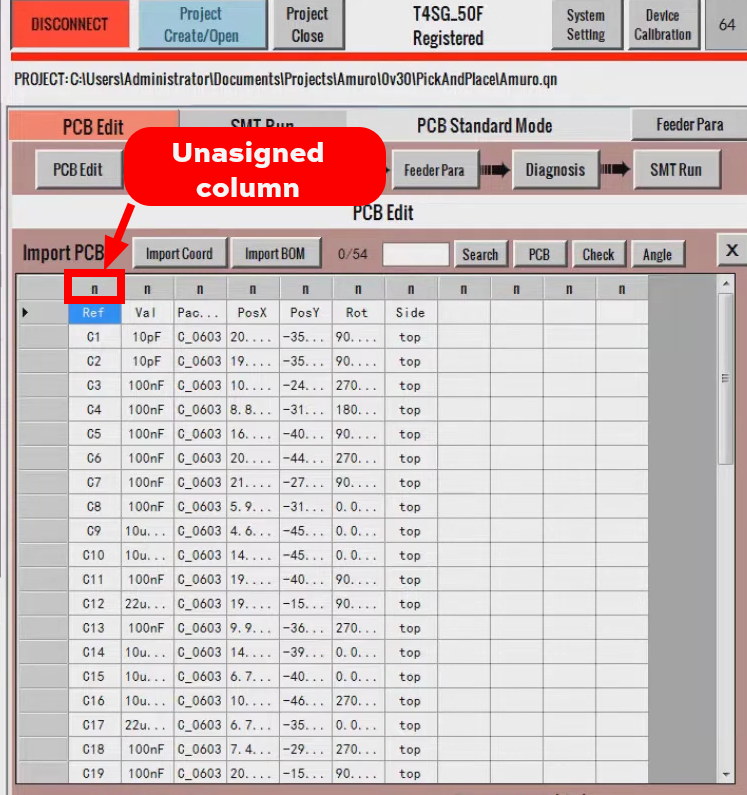 DISCONNECT
Project
Create/Open
Project
Close
T4SG_50F
Registered
System
Setting
Device
Calibration
64
PROJECT: C:\Users\Administrator\Documents\Projects\Amuro\0v30\PickAndPlace\Amuro.qn
PCB Edit SMT Run PCB Standard Mode Feeder Para
PCB Edit Feeder Para Diagnosis SMT Run
Unasigned
column
PCB Edit
Import PCB Import Coord Import BOM 0/54 Search PCB Check Angle X
n n n n n n n n n n n
Ref Val Pac... PosX PosY Rot Side
C1 10pF C_0603 20.... -35... 90.... top
C2 10pF C_0603 19.... -35... 90.... top
C3 100nF C_0603 10.... -24... 270... top
C4 100nF C_0603 8.8... -31... 180... top
C5 100nF C_0603 16.... -40... 90.... top
C6 100nF C_0603 20.... -44... 270... top
C7 100nF C_0603 21.... -27... 90.... top
C8 100nF C_0603 5.9... -31... 0.0... top
C9 10u... C_0603 4.6... -45... 0.0... top
C10 10u... C_0603 14.... -45... 0.0... top
C11 100nF C_0603 19.... -40... 90.... top
C12 22u... C_0603 19.... -15... 90.... top
C13 100nF C_0603 9.9... -36... 270... top
C14 10u... C_0603 14.... -39... 0.0... top
C15 10u... C_0603 6.7... -40... 0.0... top
C16 10u... C_0603 10.... -46... 270... top
C17 22u... C_0603 6.7... -35... 0.0... top
C18 100nF C_0603 7.4... -29... 270... top
C19 100nF C_0603 20.... -15... 90.... top